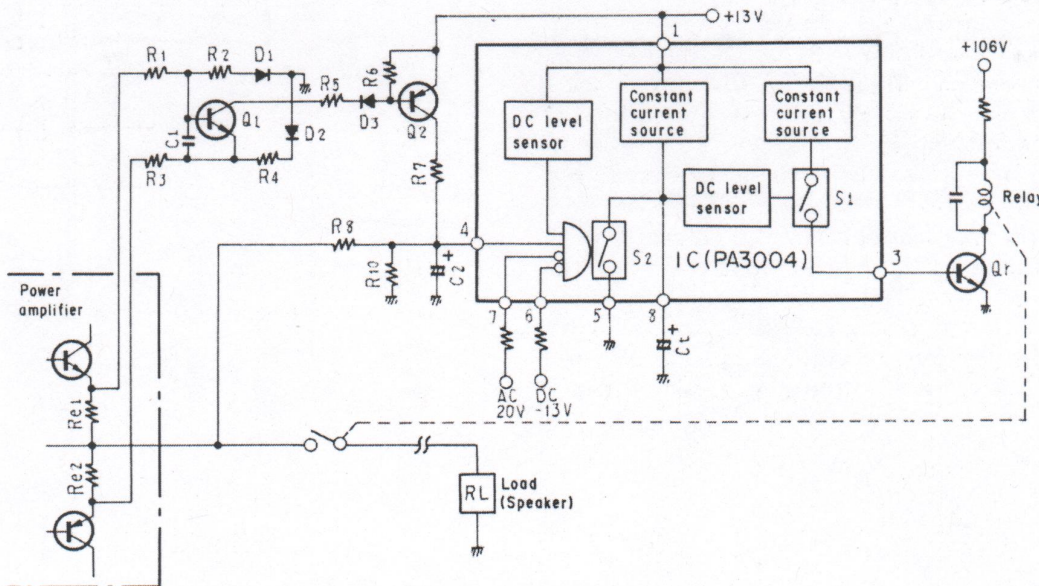 +13V
1
+106V
R1
R2
D1
R5
R6
D3
Q2
Q1
C1
D2
R3
R4
R7
DC level
sensor
Constant
current
source
Constant
current
source
DC level
sensor
S1
Relay
R8
4
R10
C2
S2
IC(PA3004)
3
Qr
Power
amplifier
7
6
5
8
Ct
AC
20V
DC
-13V
Re1
Re2
RL
Load
(Speaker)